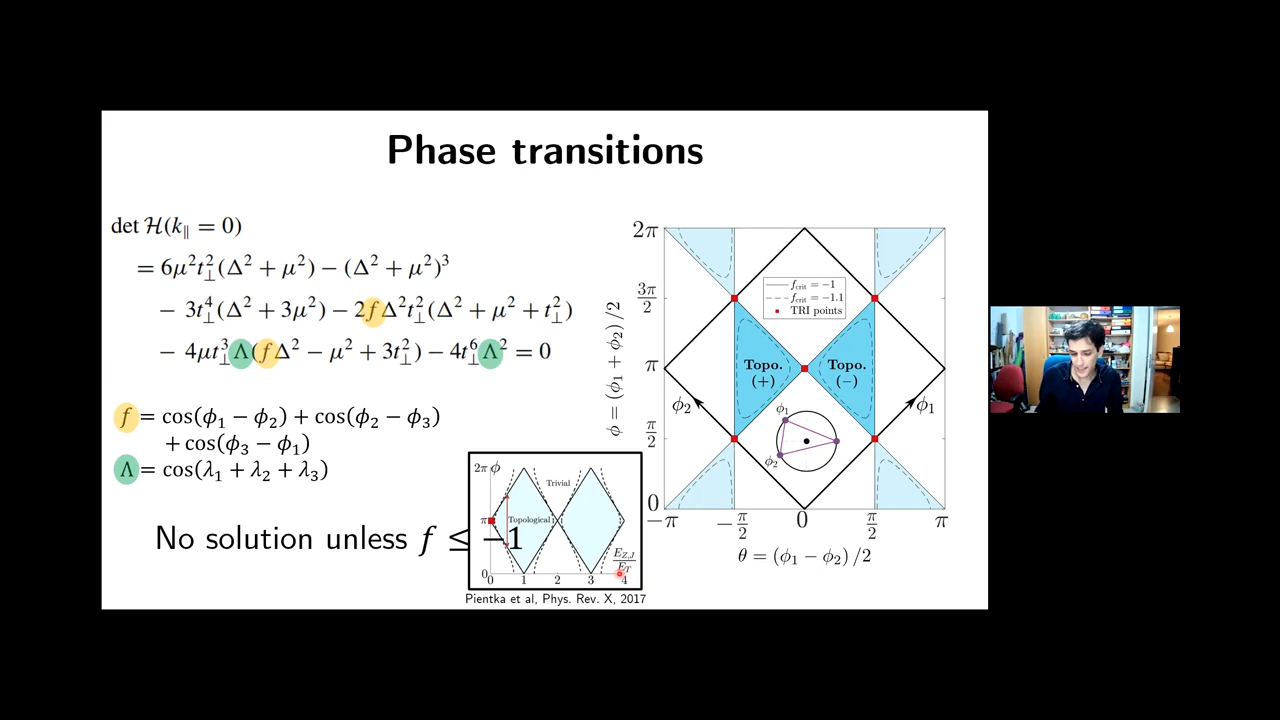 Phase transitions
det ℋ(k∥ = 0)
= 6μ²t⊥²(Δ² + μ²) − (Δ² + μ²)³
− 3t⊥⁴(Δ² + 3μ²) − 2fΔ²t⊥²(Δ² + μ² + t⊥²)
− 4μt⊥³Λ(fΔ² − μ² + 3t⊥²) − 4t⊥⁶Λ² = 0
f = cos(ϕ₁ − ϕ₂) + cos(ϕ₂ − ϕ₃)
+ cos(ϕ₃ − ϕ₁)
Λ = cos(λ₁ + λ₂ + λ₃)
No solution unless f ≤ −1
2π ϕ
Trivial
π
Topological
0
0 1 2 3 4
E_{Z,J}
E_T
Pientka et al, Phys. Rev. X, 2017
ϕ = (ϕ₁ + ϕ₂) /2
2π
3π/2
π
π/2
0
f_crit = −1
f_crit = −1.1
TRI points
Topo.
(+)
Topo.
(−)
ϕ₂
ϕ₁
ϕ₁
ϕ₂
−π −π/2 0 π/2 π
θ = (ϕ₁ − ϕ₂) /2